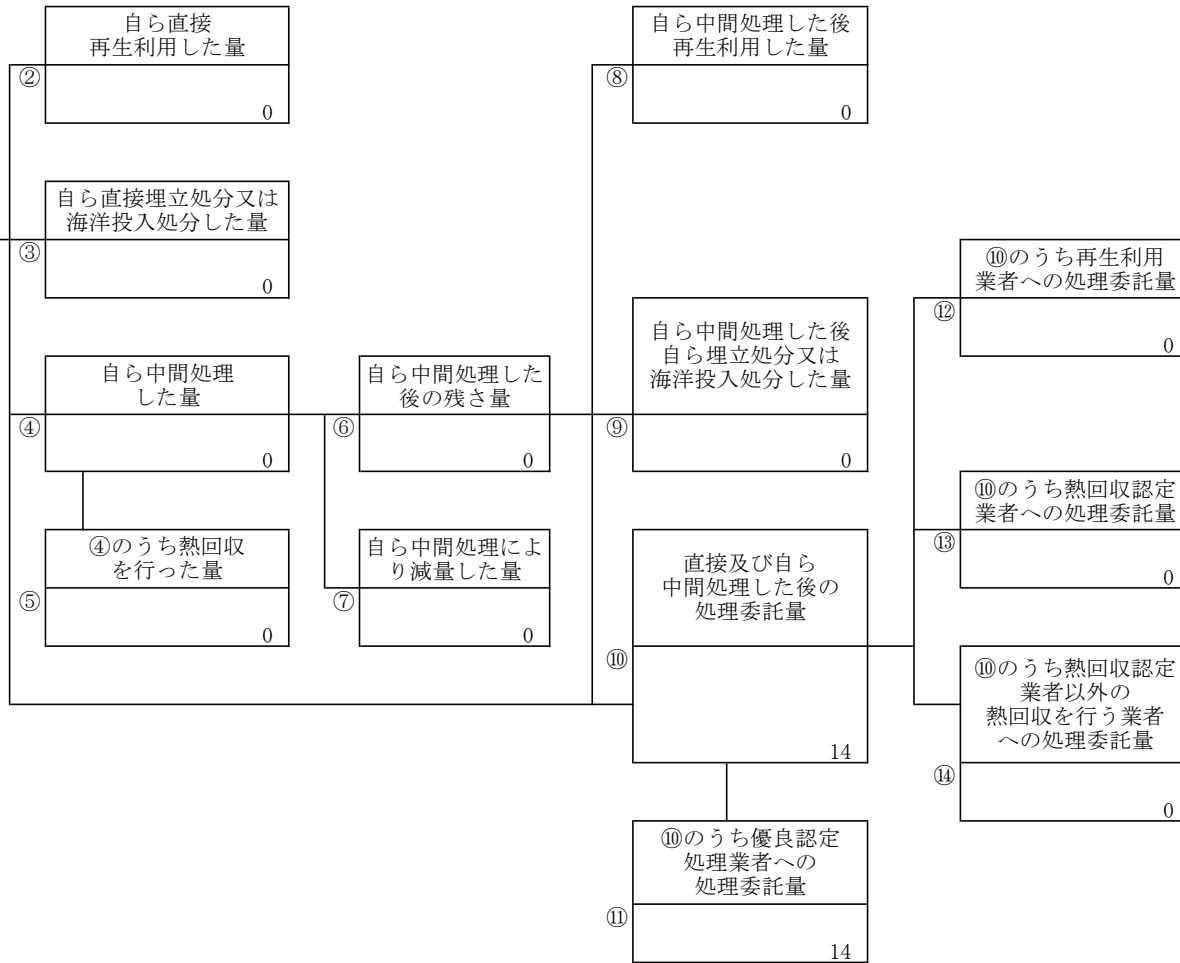 自ら直接
再生利用した量
②
0
自ら直接埋立処分又は
海洋投入処分した量
③
0
自ら中間処理
した量
④
0
④のうち熱回収
を行った量
⑤
0
自ら中間処理した
後の残さ量
⑥
0
自ら中間処理によ
り減量した量
⑦
0
自ら中間処理した後
再生利用した量
⑧
0
自ら中間処理した後
自ら埋立処分又は
海洋投入処分した量
⑨
0
直接及び自ら
中間処理した後の
処理委託量
⑩
14
⑩のうち優良認定
処理業者への
処理委託量
⑪
14
⑩のうち再生利用
業者への処理委託量
⑫
0
⑩のうち熱回収認定
業者への処理委託量
⑬
0
⑩のうち熱回収認定
業者以外の
熱回収を行う業者
への処理委託量
⑭
0